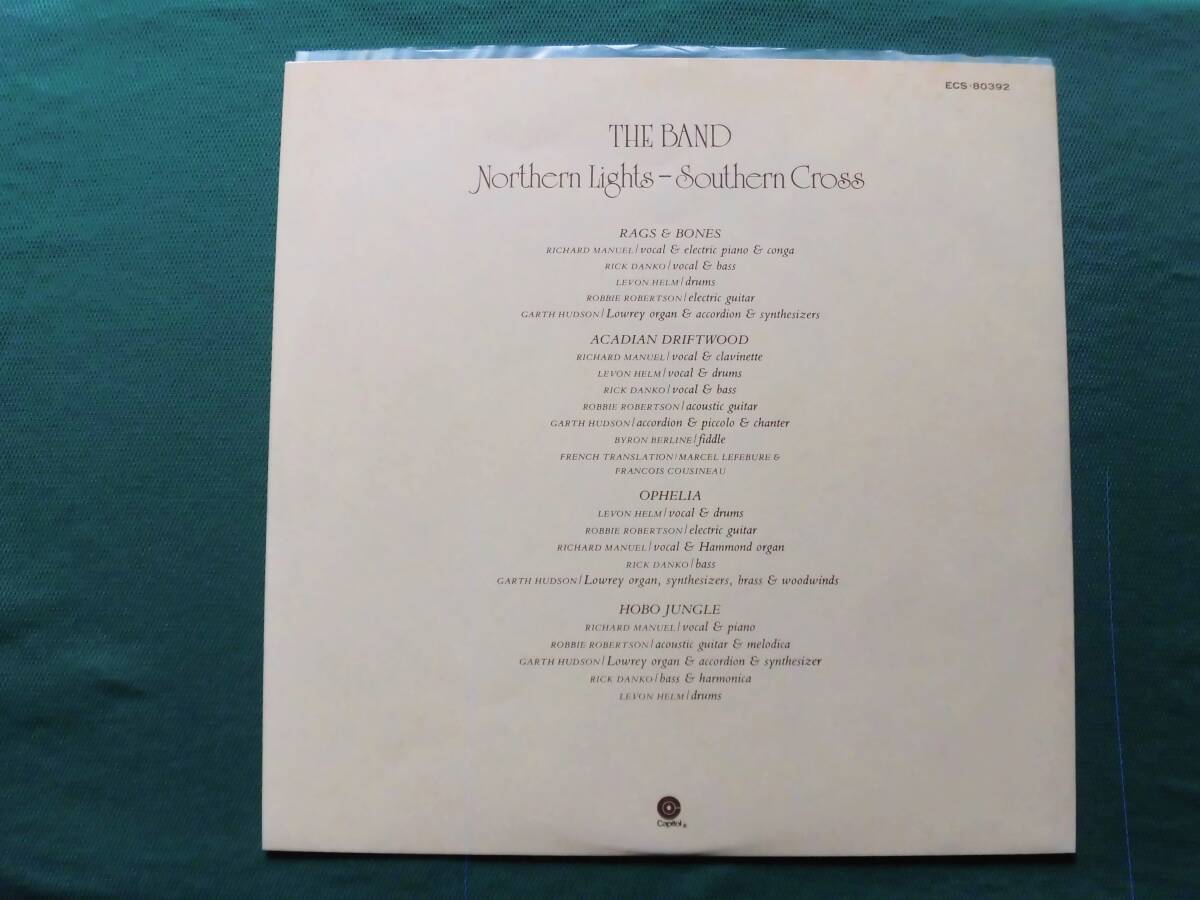 ECS-80392
THE BAND
Northern Lights – Southern Cross
RAGS & BONES
RICHARD MANUEL/vocal & electric piano & conga
RICK DANKO/vocal & bass
LEVON HELM/drums
ROBBIE ROBERTSON/electric guitar
GARTH HUDSON/Lowrey organ & accordion & synthesizers
ACADIAN DRIFTWOOD
RICHARD MANUEL/vocal & clavinette
LEVON HELM/vocal & drums
RICK DANKO/vocal & bass
ROBBIE ROBERTSON/acoustic guitar
GARTH HUDSON/accordion & piccolo & chanter
BYRON BERLINE/fiddle
FRENCH TRANSLATION/MARCEL LEFEBURE &
FRANCOIS COUSINEAU
OPHELIA
LEVON HELM/vocal & drums
ROBBIE ROBERTSON/electric guitar
RICHARD MANUEL/vocal & Hammond organ
RICK DANKO/bass
GARTH HUDSON/Lowrey organ, synthesizers, brass & woodwinds
HOBO JUNGLE
RICHARD MANUEL/vocal & piano
ROBBIE ROBERTSON/acoustic guitar & melodica
GARTH HUDSON/Lowrey organ & accordion & synthesizer
RICK DANKO/bass & harmonica
LEVON HELM/drums
Capitol®